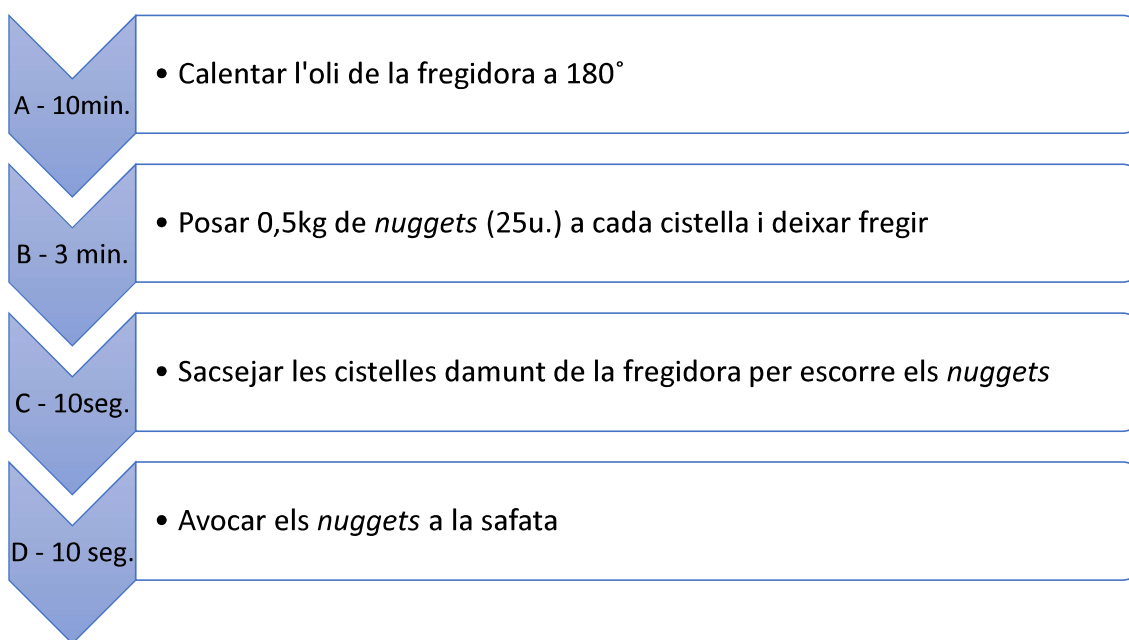 A - 10min.
• Calentar l'oli de la fregidora a 180˚
B - 3 min.
• Posar 0,5kg de nuggets (25u.) a cada cistella i deixar fregir
C - 10seg.
• Sacsejar les cistelles damunt de la fregidora per escorre els nuggets
D - 10 seg.
• Avocar els nuggets a la safata